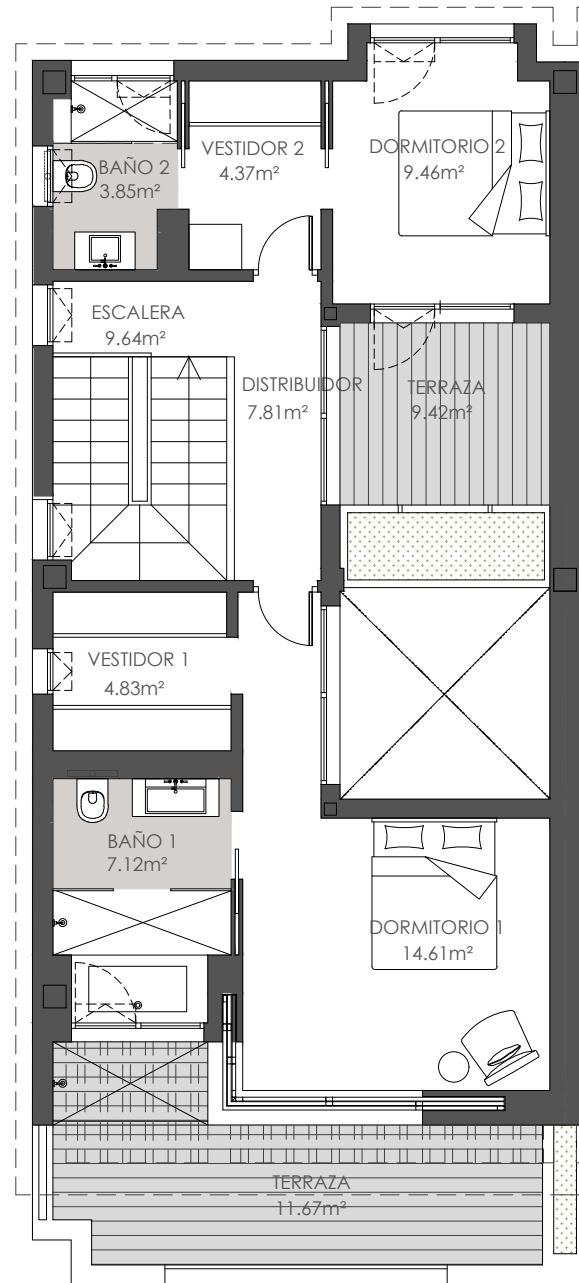 VESTIDOR 2
4.37m²
DORMITORIO 2
9.46m²
BAÑO 2
3.85m²
ESCALERA
9.64m²
DISTRIBUIDOR
7.81m²
TERRAZA
9.42m²
VESTIDOR 1
4.83m²
BAÑO 1
7.12m²
DORMITORIO 1
14.61m²
TERRAZA
11.67m²